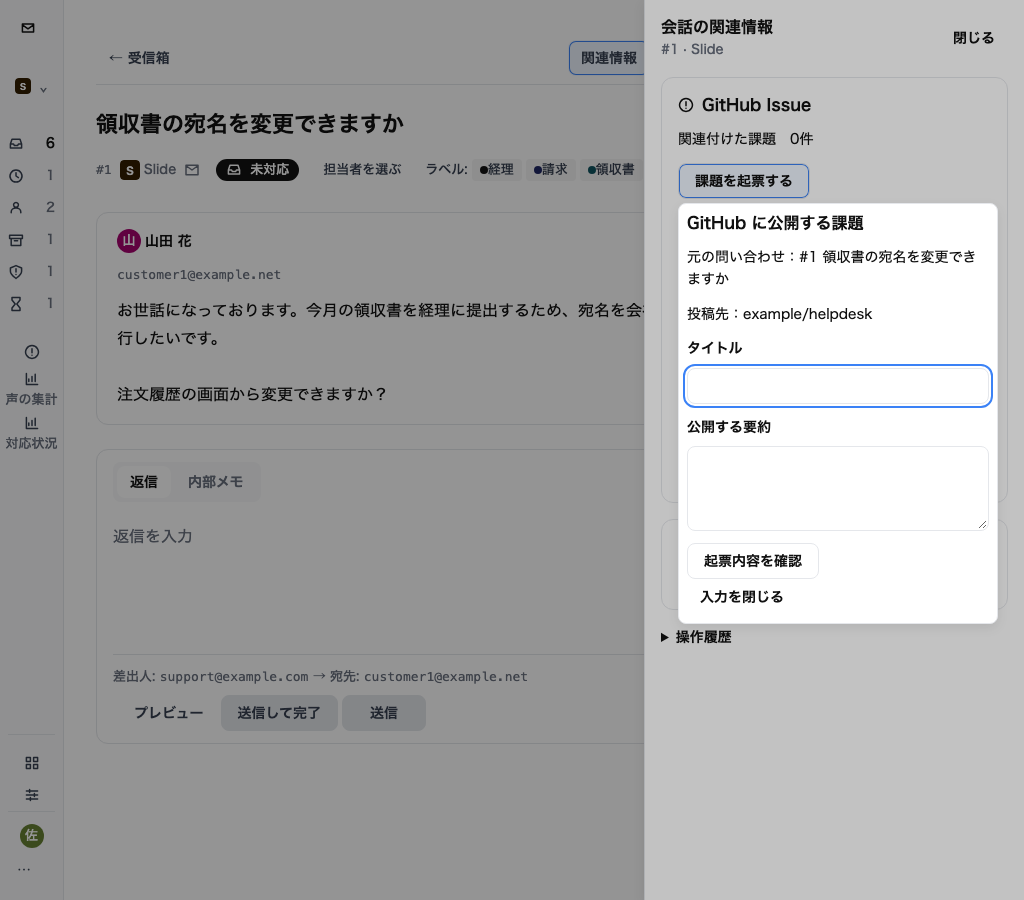 S
6
1
2
1
1
1
声の集計
対応状況
佐
…
← 受信箱
関連情報
領収書の宛名を変更できますか
#1 S Slide 未対応 担当者を選ぶ ラベル: 経理 請求 領収書
山 山田 花
customer1@example.net
お世話になっております。今月の領収書を経理に提出するため、宛名を会
行したいです。
注文履歴の画面から変更できますか？
返信 内部メモ
返信を入力
差出人: support@example.com → 宛先: customer1@example.net
プレビュー 送信して完了 送信
会話の関連情報
#1 · Slide
閉じる
GitHub Issue
関連付けた課題 0件
課題を起票する
GitHub に公開する課題
元の問い合わせ：#1 領収書の宛名を変更でき
ますか
投稿先：example/helpdesk
タイトル
公開する要約
起票内容を確認
入力を閉じる
▶ 操作履歴